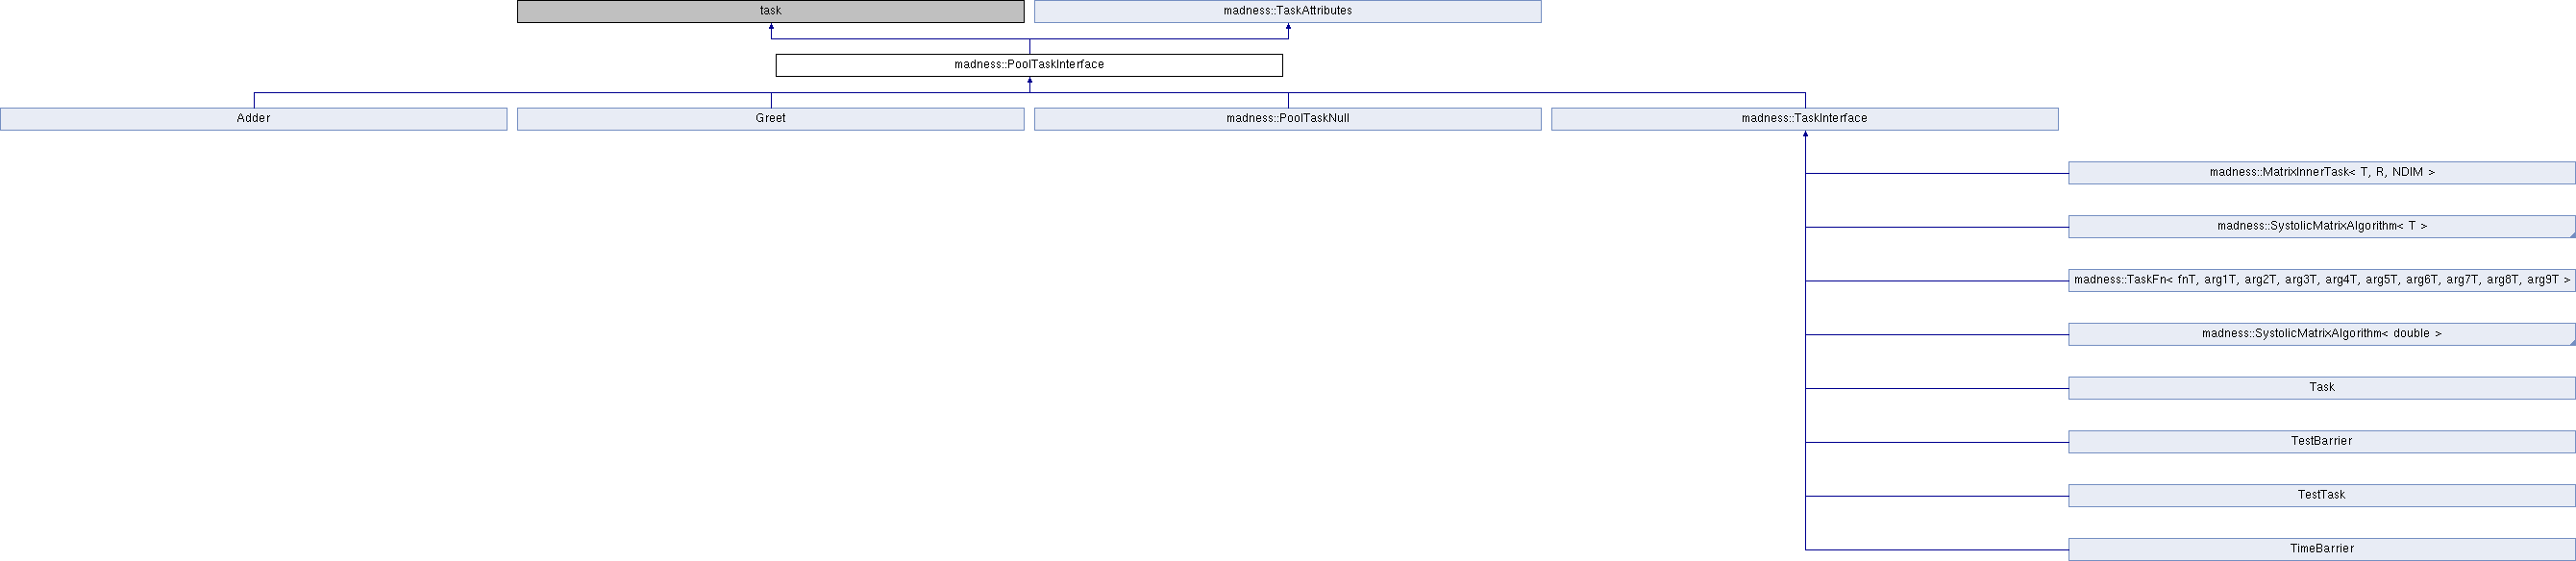 task
madness::TaskAttributes
madness::PoolTaskInterface
Adder
Greet
madness::PoolTaskNull
madness::TaskInterface
madness::MatrixInnerTask< T, R, NDIM >
madness::SystolicMatrixAlgorithm< T >
madness::TaskFn< fnT, arg1T, arg2T, arg3T, arg4T, arg5T, arg6T, arg7T, arg8T, arg9T >
madness::SystolicMatrixAlgorithm< double >
Task
TestBarrier
TestTask
TimeBarrier